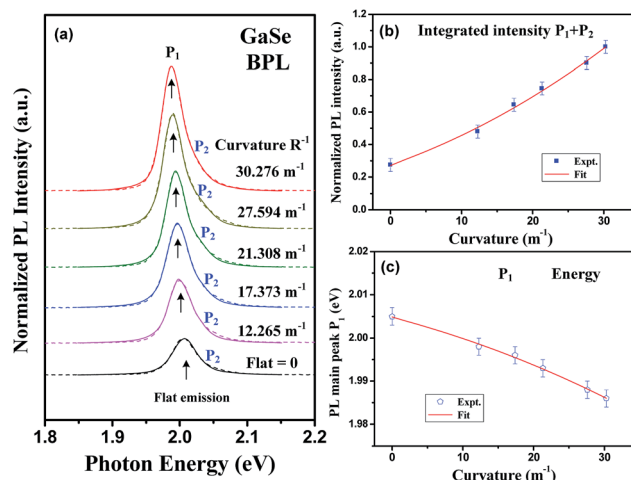 (a)
GaSe
BPL
P1
P2
Curvature R-1
30.276 m-1
P2
27.594 m-1
P2
21.308 m-1
P2
17.373 m-1
P2
12.265 m-1
P2
Flat = 0
Flat emission
Normalized PL Intensity (a.u.)
1.8 1.9 2.0 2.1 2.2
Photon Energy (eV)
(b)
Integrated intensity P1+P2
Normalized PL intensity (a.u.)
1.2
1.0
0.8
0.6
0.4
0.2
0.0
Expt.
Fit
0 10 20 30
Curvature (m-1)
(c)
P1 Energy
PL main peak P1 (eV)
2.02
2.01
2.00
1.99
1.98
Expt.
Fit
0 10 20 30
Curvature (m-1)